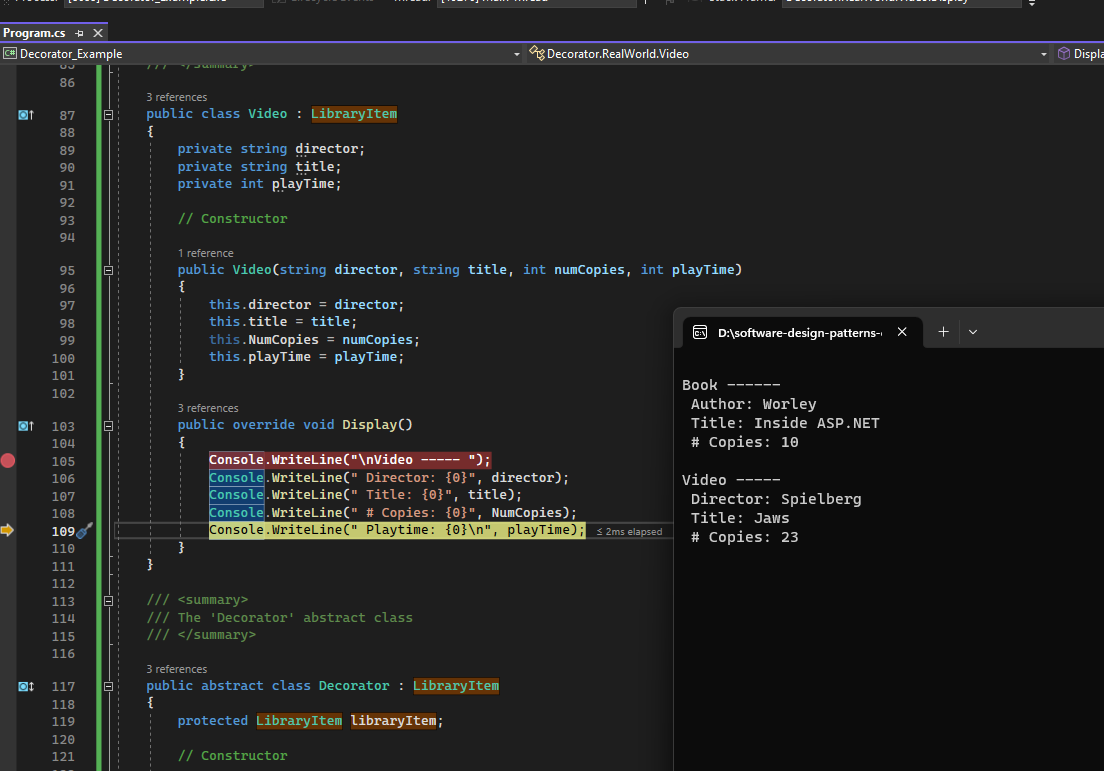 Program.cs
Decorator_Example
Decorator.RealWorld.Video
Displa
85 /// </summary>
86
3 references
87 public class Video : LibraryItem
88 {
89 private string director;
90 private string title;
91 private int playTime;
92
93 // Constructor
94
1 reference
95 public Video(string director, string title, int numCopies, int playTime)
96 {
97 this.director = director;
98 this.title = title;
99 this.NumCopies = numCopies;
100 this.playTime = playTime;
101 }
102
3 references
103 public override void Display()
104 {
105 Console.WriteLine("\nVideo ----- ");
106 Console.WriteLine(" Director: {0}", director);
107 Console.WriteLine(" Title: {0}", title);
108 Console.WriteLine(" # Copies: {0}", NumCopies);
109 Console.WriteLine(" Playtime: {0}\n", playTime); ≤ 2ms elapsed
110 }
111 }
112
113 /// <summary>
114 /// The 'Decorator' abstract class
115 /// </summary>
116
3 references
117 public abstract class Decorator : LibraryItem
118 {
119 protected LibraryItem libraryItem;
120
121 // Constructor
D:\software-design-patterns-
Book ------
Author: Worley
Title: Inside ASP.NET
# Copies: 10
Video -----
Director: Spielberg
Title: Jaws
# Copies: 23